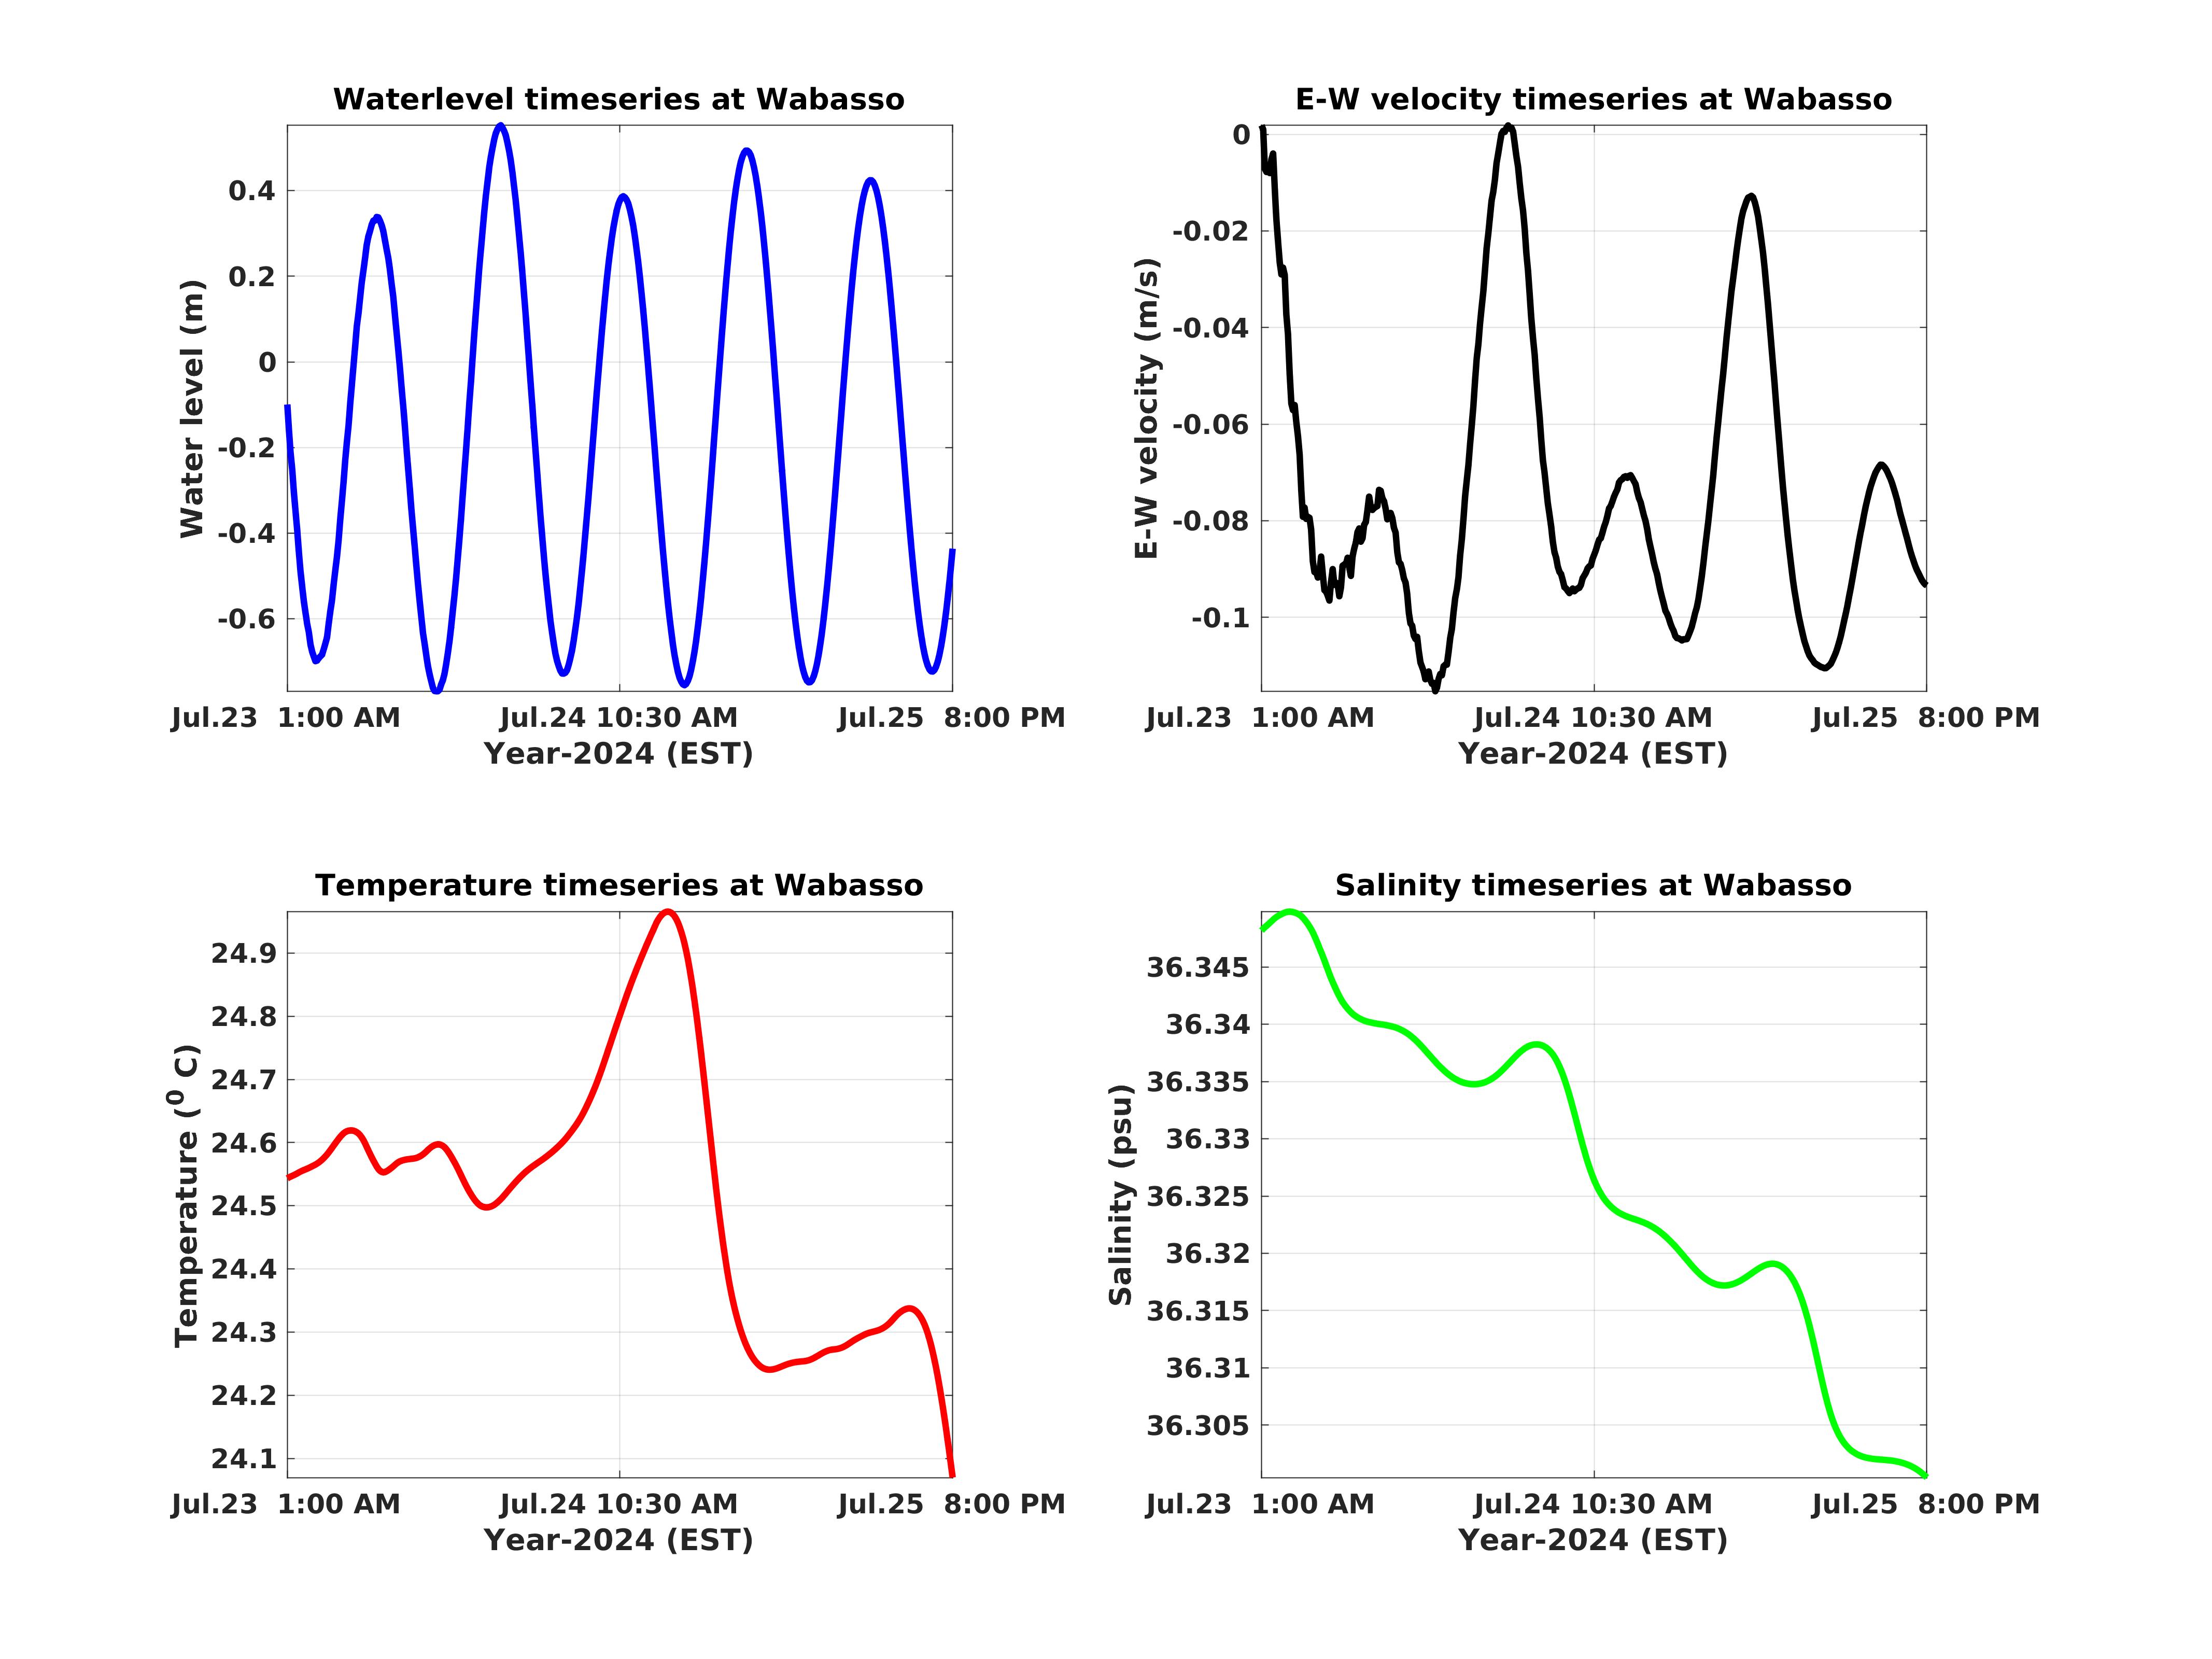 Waterlevel timeseries at Wabasso
Water level (m)
0.4
0.2
0
-0.2
-0.4
-0.6
Jul.23  1:00 AM
Jul.24 10:30 AM
Jul.25  8:00 PM
Year-2024 (EST)
E-W velocity timeseries at Wabasso
E-W velocity (m/s)
0
-0.02
-0.04
-0.06
-0.08
-0.1
Jul.23  1:00 AM
Jul.24 10:30 AM
Jul.25  8:00 PM
Year-2024 (EST)
Temperature timeseries at Wabasso
Temperature (⁰ C)
24.9
24.8
24.7
24.6
24.5
24.4
24.3
24.2
24.1
Jul.23  1:00 AM
Jul.24 10:30 AM
Jul.25  8:00 PM
Year-2024 (EST)
Salinity timeseries at Wabasso
Salinity (psu)
36.345
36.34
36.335
36.33
36.325
36.32
36.315
36.31
36.305
Jul.23  1:00 AM
Jul.24 10:30 AM
Jul.25  8:00 PM
Year-2024 (EST)